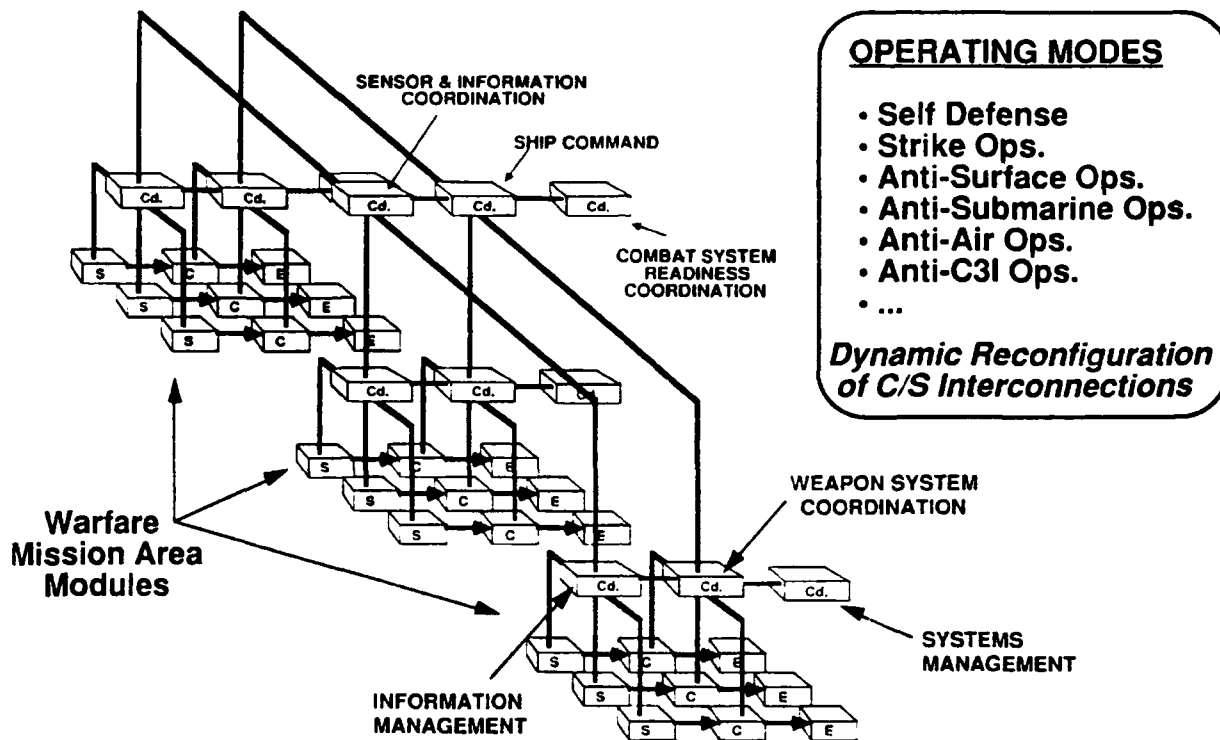 OPERATING MODES
• Self Defense
• Strike Ops.
• Anti-Surface Ops.
• Anti-Submarine Ops.
• Anti-Air Ops.
• Anti-C3I Ops.
• ...
Dynamic Reconfiguration
of C/S Interconnections
SENSOR & INFORMATION
COORDINATION
SHIP COMMAND
Cd. Cd. Cd. Cd. Cd.
COMBAT SYSTEM
READINESS
COORDINATION
S C E
S C E
S C E
Cd. Cd. Cd.
S C E
S C E
S C E
Warfare
Mission Area
Modules
WEAPON SYSTEM
COORDINATION
Cd. Cd. Cd.
SYSTEMS
MANAGEMENT
S C E
S C E
S C E
INFORMATION
MANAGEMENT